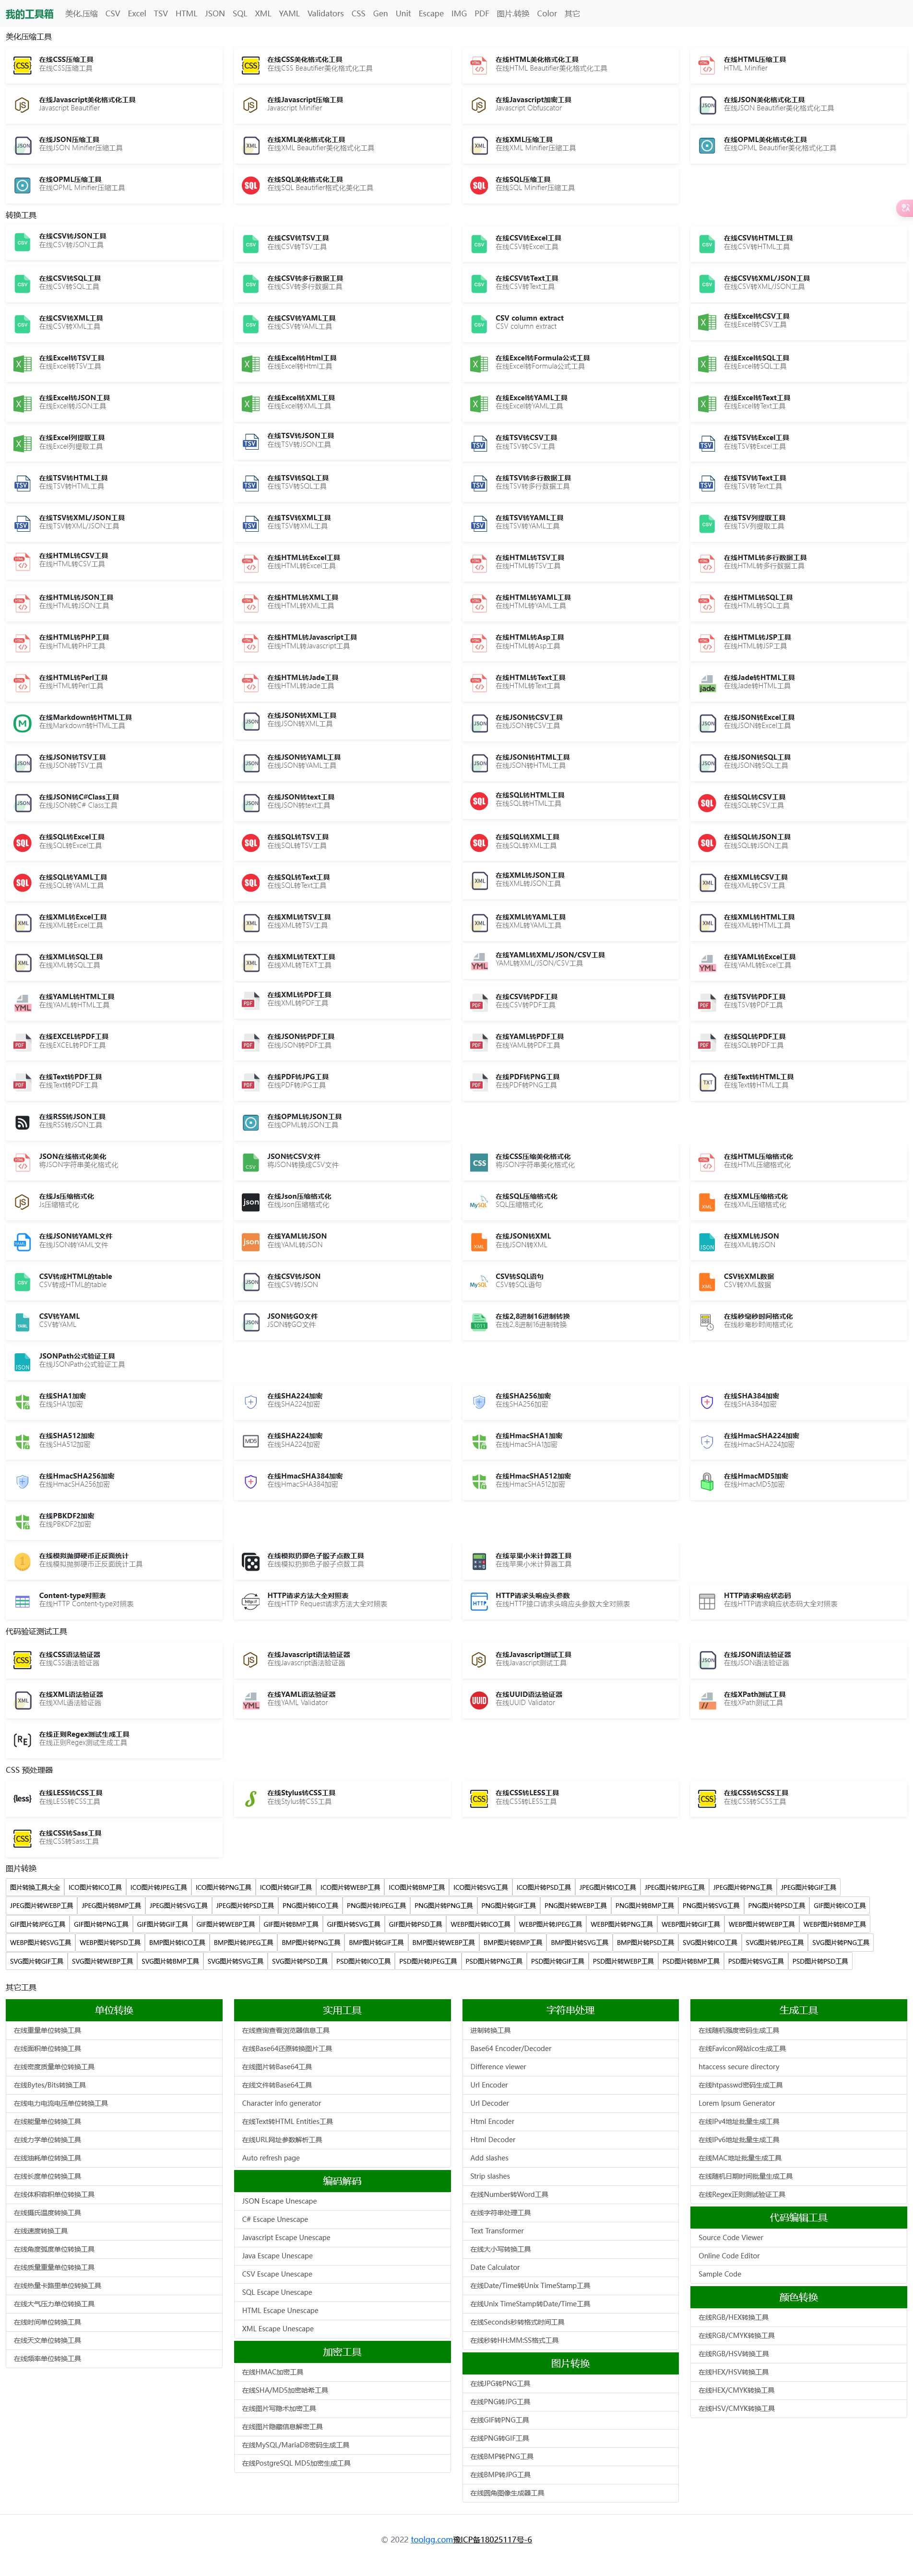 我的工具箱 美化.压缩 CSV Excel TSV HTML JSON SQL XML YAML Validators CSS Gen Unit Escape IMG PDF 图片.转换 Color 其它
美化压缩工具
在线CSS压缩工具
在线CSS压缩工具
在线CSS美化格式化工具
在线CSS Beautifier美化格式化工具
在线HTML美化格式化工具
在线HTML Beautifier美化格式化工具
在线HTML压缩工具
HTML Minifier
在线Javascript美化格式化工具
Javascript Beautifier
在线Javascript压缩工具
Javascript Minifier
在线Javascript加密工具
Javascript Obfuscator
在线JSON美化格式化工具
在线JSON Beautifier美化格式化工具
在线JSON压缩工具
在线JSON Minifier压缩工具
在线XML美化格式化工具
在线XML Beautifier美化格式化工具
在线XML压缩工具
在线XML Minifier压缩工具
在线OPML美化格式化工具
在线OPML Beautifier美化格式化工具
在线OPML压缩工具
在线OPML Minifier压缩工具
在线SQL美化格式化工具
在线SQL Beautifier格式化美化工具
在线SQL压缩工具
在线SQL Minifier压缩工具
转换工具
在线CSV转JSON工具
在线CSV转JSON工具
在线CSV转TSV工具
在线CSV转TSV工具
在线CSV转Excel工具
在线CSV转Excel工具
在线CSV转HTML工具
在线CSV转HTML工具
在线CSV转SQL工具
在线CSV转SQL工具
在线CSV转多行数据工具
在线CSV转多行数据工具
在线CSV转Text工具
在线CSV转Text工具
在线CSV转XML/JSON工具
在线CSV转XML/JSON工具
在线CSV转XML工具
在线CSV转XML工具
在线CSV转YAML工具
在线CSV转YAML工具
CSV column extract
CSV column extract
在线Excel转CSV工具
在线Excel转CSV工具
在线Excel转TSV工具
在线Excel转TSV工具
在线Excel转Html工具
在线Excel转Html工具
在线Excel转Formula公式工具
在线Excel转Formula公式工具
在线Excel转SQL工具
在线Excel转SQL工具
在线Excel转JSON工具
在线Excel转JSON工具
在线Excel转XML工具
在线Excel转XML工具
在线Excel转YAML工具
在线Excel转YAML工具
在线Excel转Text工具
在线Excel转Text工具
在线Excel列提取工具
在线Excel列提取工具
在线TSV转JSON工具
在线TSV转JSON工具
在线TSV转CSV工具
在线TSV转CSV工具
在线TSV转Excel工具
在线TSV转Excel工具
在线TSV转HTML工具
在线TSV转HTML工具
在线TSV转SQL工具
在线TSV转SQL工具
在线TSV转多行数据工具
在线TSV转多行数据工具
在线TSV转Text工具
在线TSV转Text工具
在线TSV转XML/JSON工具
在线TSV转XML/JSON工具
在线TSV转XML工具
在线TSV转XML工具
在线TSV转YAML工具
在线TSV转YAML工具
在线TSV列提取工具
在线TSV列提取工具
在线HTML转CSV工具
在线HTML转CSV工具
在线HTML转Excel工具
在线HTML转Excel工具
在线HTML转TSV工具
在线HTML转TSV工具
在线HTML转多行数据工具
在线HTML转多行数据工具
在线HTML转JSON工具
在线HTML转JSON工具
在线HTML转XML工具
在线HTML转XML工具
在线HTML转YAML工具
在线HTML转YAML工具
在线HTML转SQL工具
在线HTML转SQL工具
在线HTML转PHP工具
在线HTML转PHP工具
在线HTML转Javascript工具
在线HTML转Javascript工具
在线HTML转Asp工具
在线HTML转Asp工具
在线HTML转JSP工具
在线HTML转JSP工具
在线HTML转Perl工具
在线HTML转Perl工具
在线HTML转Jade工具
在线HTML转Jade工具
在线HTML转Text工具
在线HTML转Text工具
在线Jade转HTML工具
在线Jade转HTML工具
在线Markdown转HTML工具
在线Markdown转HTML工具
在线JSON转XML工具
在线JSON转XML工具
在线JSON转CSV工具
在线JSON转CSV工具
在线JSON转Excel工具
在线JSON转Excel工具
在线JSON转TSV工具
在线JSON转TSV工具
在线JSON转YAML工具
在线JSON转YAML工具
在线JSON转HTML工具
在线JSON转HTML工具
在线JSON转SQL工具
在线JSON转SQL工具
在线JSON转C#Class工具
在线JSON转C# Class工具
在线JSON转text工具
在线JSON转text工具
在线SQL转HTML工具
在线SQL转HTML工具
在线SQL转CSV工具
在线SQL转CSV工具
在线SQL转Excel工具
在线SQL转Excel工具
在线SQL转TSV工具
在线SQL转TSV工具
在线SQL转XML工具
在线SQL转XML工具
在线SQL转JSON工具
在线SQL转JSON工具
在线SQL转YAML工具
在线SQL转YAML工具
在线SQL转Text工具
在线SQL转Text工具
在线XML转JSON工具
在线XML转JSON工具
在线XML转CSV工具
在线XML转CSV工具
在线XML转Excel工具
在线XML转Excel工具
在线XML转TSV工具
在线XML转TSV工具
在线XML转YAML工具
在线XML转YAML工具
在线XML转HTML工具
在线XML转HTML工具
在线XML转SQL工具
在线XML转SQL工具
在线XML转TEXT工具
在线XML转TEXT工具
在线YAML转XML/JSON/CSV工具
YAML转XML/JSON/CSV工具
在线YAML转Excel工具
在线YAML转Excel工具
在线YAML转HTML工具
在线YAML转HTML工具
在线XML转PDF工具
在线XML转PDF工具
在线CSV转PDF工具
在线CSV转PDF工具
在线TSV转PDF工具
在线TSV转PDF工具
在线EXCEL转PDF工具
在线EXCEL转PDF工具
在线JSON转PDF工具
在线JSON转PDF工具
在线YAML转PDF工具
在线YAML转PDF工具
在线SQL转PDF工具
在线SQL转PDF工具
在线Text转PDF工具
在线Text转PDF工具
在线PDF转JPG工具
在线PDF转JPG工具
在线PDF转PNG工具
在线PDF转PNG工具
在线Text转HTML工具
在线Text转HTML工具
在线RSS转JSON工具
在线RSS转JSON工具
在线OPML转JSON工具
在线OPML转JSON工具
JSON在线格式化美化
将JSON字符串美化格式化
JSON转CSV文件
将JSON转换成CSV文件
在线CSS压缩美化格式化
将JSON字符串美化格式化
在线HTML压缩格式化
在线HTML压缩格式化
在线Js压缩格式化
Js压缩格式化
在线Json压缩格式化
在线Json压缩格式化
在线SQL压缩格式化
SQL压缩格式化
在线XML压缩格式化
在线XML压缩格式化
在线JSON转YAML文件
在线JSON转YAML文件
在线YAML转JSON
在线YAML转JSON
在线JSON转XML
在线JSON转XML
在线XML转JSON
在线XML转JSON
CSV转成HTML的table
CSV转成HTML的table
在线CSV转JSON
在线CSV转JSON
CSV转SQL语句
CSV转SQL语句
CSV转XML数据
CSV转XML数据
CSV转YAML
CSV转YAML
JSON转GO文件
JSON转GO文件
在线2,8进制16进制转换
在线2,8进制16进制转换
在线秒毫秒时间格式化
在线秒毫秒时间格式化
JSONPath公式验证工具
在线JSONPath公式验证工具
在线SHA1加密
在线SHA1加密
在线SHA224加密
在线SHA224加密
在线SHA256加密
在线SHA256加密
在线SHA384加密
在线SHA384加密
在线SHA512加密
在线SHA512加密
在线SHA224加密
在线SHA224加密
在线HmacSHA1加密
在线HmacSHA1加密
在线HmacSHA224加密
在线HmacSHA224加密
在线HmacSHA256加密
在线HmacSHA256加密
在线HmacSHA384加密
在线HmacSHA384加密
在线HmacSHA512加密
在线HmacSHA512加密
在线HmacMD5加密
在线HmacMD5加密
在线PBKDF2加密
在线PBKDF2加密
在线模拟抛掷硬币正反面统计
在线模拟抛掷硬币正反面统计工具
在线模拟扔掷色子骰子点数工具
在线模拟扔掷色子骰子点数工具
在线苹果小米计算器工具
在线苹果小米计算器工具
Content-type对照表
在线HTTP Content-type对照表
HTTP请求方法大全对照表
在线HTTP Request请求方法大全对照表
HTTP请求头响应头参数
在线HTTP接口请求头响应头参数大全对照表
HTTP请求响应状态码
在线HTTP请求响应状态码大全对照表
代码验证测试工具
在线CSS语法验证器
在线CSS语法验证器
在线Javascript语法验证器
在线Javascript语法验证器
在线Javascript测试工具
在线Javascript测试工具
在线JSON语法验证器
在线JSON语法验证器
在线XML语法验证器
在线XML语法验证器
在线YAML语法验证器
在线YAML Validator
在线UUID语法验证器
在线UUID Validator
在线XPath测试工具
在线XPath测试工具
在线正则Regex测试生成工具
在线正则Regex测试生成工具
CSS 预处理器
在线LESS转CSS工具
在线LESS转CSS工具
在线Stylus转CSS工具
在线Stylus转CSS工具
在线CSS转LESS工具
在线CSS转LESS工具
在线CSS转SCSS工具
在线CSS转SCSS工具
在线CSS转Sass工具
在线CSS转Sass工具
图片转换
图片转换工具大全 ICO图片转ICO工具 ICO图片转JPEG工具 ICO图片转PNG工具 ICO图片转GIF工具 ICO图片转WEBP工具 ICO图片转BMP工具 ICO图片转SVG工具 ICO图片转PSD工具 JPEG图片转ICO工具 JPEG图片转JPEG工具 JPEG图片转PNG工具 JPEG图片转GIF工具
JPEG图片转WEBP工具 JPEG图片转BMP工具 JPEG图片转SVG工具 JPEG图片转PSD工具 PNG图片转ICO工具 PNG图片转JPEG工具 PNG图片转PNG工具 PNG图片转GIF工具 PNG图片转WEBP工具 PNG图片转BMP工具 PNG图片转SVG工具 PNG图片转PSD工具 GIF图片转ICO工具
GIF图片转JPEG工具 GIF图片转PNG工具 GIF图片转GIF工具 GIF图片转WEBP工具 GIF图片转BMP工具 GIF图片转SVG工具 GIF图片转PSD工具 WEBP图片转ICO工具 WEBP图片转JPEG工具 WEBP图片转PNG工具 WEBP图片转GIF工具 WEBP图片转WEBP工具 WEBP图片转BMP工具
WEBP图片转SVG工具 WEBP图片转PSD工具 BMP图片转ICO工具 BMP图片转JPEG工具 BMP图片转PNG工具 BMP图片转GIF工具 BMP图片转WEBP工具 BMP图片转BMP工具 BMP图片转SVG工具 BMP图片转PSD工具 SVG图片转ICO工具 SVG图片转JPEG工具 SVG图片转PNG工具
SVG图片转GIF工具 SVG图片转WEBP工具 SVG图片转BMP工具 SVG图片转SVG工具 SVG图片转PSD工具 PSD图片转ICO工具 PSD图片转JPEG工具 PSD图片转PNG工具 PSD图片转GIF工具 PSD图片转WEBP工具 PSD图片转BMP工具 PSD图片转SVG工具 PSD图片转PSD工具
其它工具
单位转换
在线重量单位转换工具
在线面积单位转换工具
在线密度质量单位转换工具
在线Bytes/Bits转换工具
在线电力电流电压单位转换工具
在线能量单位转换工具
在线力学单位转换工具
在线油耗单位转换工具
在线长度单位转换工具
在线体积容积单位转换工具
在线摄氏温度转换工具
在线速度转换工具
在线角度弧度单位转换工具
在线质量重量单位转换工具
在线热量卡路里单位转换工具
在线大气压力单位转换工具
在线时间单位转换工具
在线天文单位转换工具
在线频率单位转换工具
实用工具
在线查询查看浏览器信息工具
在线Base64还原转换图片工具
在线图片转Base64工具
在线文件转Base64工具
Character info generator
在线Text转HTML Entities工具
在线URL网址参数解析工具
Auto refresh page
编码解码
JSON Escape Unescape
C# Escape Unescape
Javascript Escape Unescape
Java Escape Unescape
CSV Escape Unescape
SQL Escape Unescape
HTML Escape Unescape
XML Escape Unescape
加密工具
在线HMAC加密工具
在线SHA/MD5加密哈希工具
在线图片写隐术加密工具
在线图片隐藏信息解密工具
在线MySQL/MariaDB密码生成工具
在线PostgreSQL MD5加密生成工具
字符串处理
进制转换工具
Base64 Encoder/Decoder
Difference viewer
Url Encoder
Url Decoder
Html Encoder
Html Decoder
Add slashes
Strip slashes
在线Number转Word工具
在线字符串处理工具
Text Transformer
在线大小写转换工具
Date Calculator
在线Date/Time转Unix TimeStamp工具
在线Unix TimeStamp转Date/Time工具
在线Seconds秒转格式时间工具
在线秒转HH:MM:SS格式工具
图片转换
在线JPG转PNG工具
在线PNG转JPG工具
在线GIF转PNG工具
在线PNG转GIF工具
在线BMP转PNG工具
在线BMP转JPG工具
在线圆角图像生成器工具
生成工具
在线随机强度密码生成工具
在线Favicon网站ico生成工具
htaccess secure directory
在线htpasswd密码生成工具
Lorem Ipsum Generator
在线IPv4地址批量生成工具
在线IPv6地址批量生成工具
在线MAC地址批量生成工具
在线随机日期时间批量生成工具
在线Regex正则测试验证工具
代码编辑工具
Source Code Viewer
Online Code Editor
Sample Code
颜色转换
在线RGB/HEX转换工具
在线RGB/CMYK转换工具
在线RGB/HSV转换工具
在线HEX/HSV转换工具
在线HEX/CMYK转换工具
在线HSV/CMYK转换工具
© 2022 toolgg.com豫ICP备18025117号-6